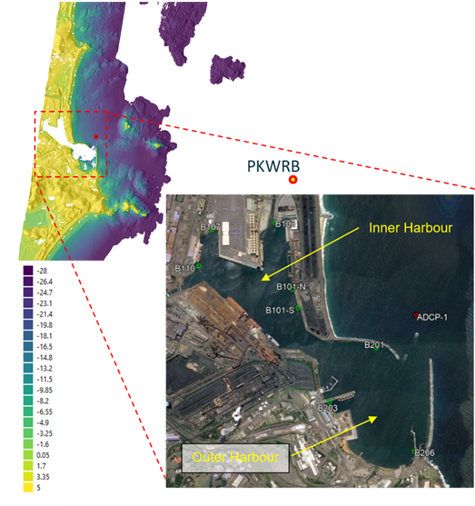 PKWRB
Inner Harbour
B107
B110
B101-N
B101-S
ADCP-1
B201
B203
Outer Harbour
B206
-28
-26.4
-24.7
-23.1
-21.4
-19.8
-18.1
-16.5
-14.8
-13.2
-11.5
-9.85
-8.2
-6.55
-4.9
-3.25
-1.6
0.05
1.7
3.35
5